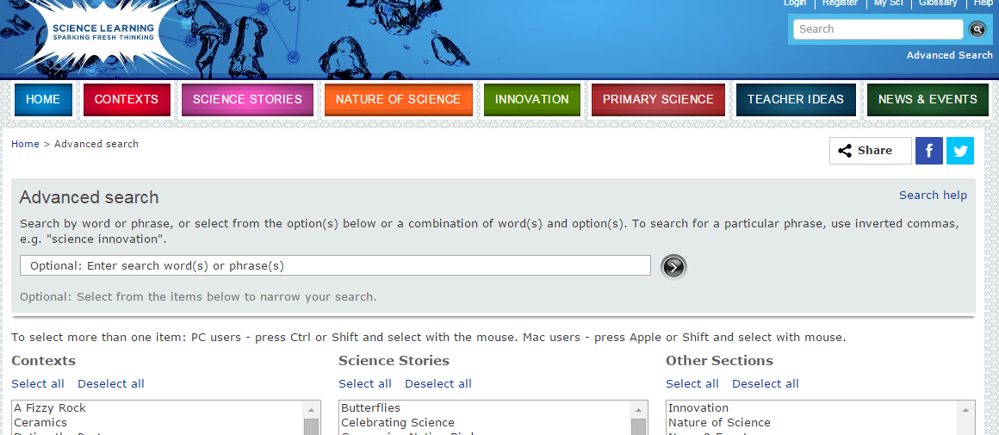 Login Register My Sci Glossary Help
SCIENCE LEARNING
SPARKING FRESH THINKING
Search
Advanced Search
HOME CONTEXTS SCIENCE STORIES NATURE OF SCIENCE INNOVATION PRIMARY SCIENCE TEACHER IDEAS NEWS & EVENTS
Home > Advanced search
Share
Advanced search
Search help
Search by word or phrase, or select from the option(s) below or a combination of word(s) and option(s). To search for a particular phrase, use inverted commas,
e.g. "science innovation".
Optional: Enter search word(s) or phrase(s)
Optional: Select from the items below to narrow your search.
To select more than one item: PC users - press Ctrl or Shift and select with the mouse. Mac users - press Apple or Shift and select with mouse.
Contexts
Select all Deselect all
A Fizzy Rock
Ceramics
Science Stories
Select all Deselect all
Butterflies
Celebrating Science
Other Sections
Select all Deselect all
Innovation
Nature of Science